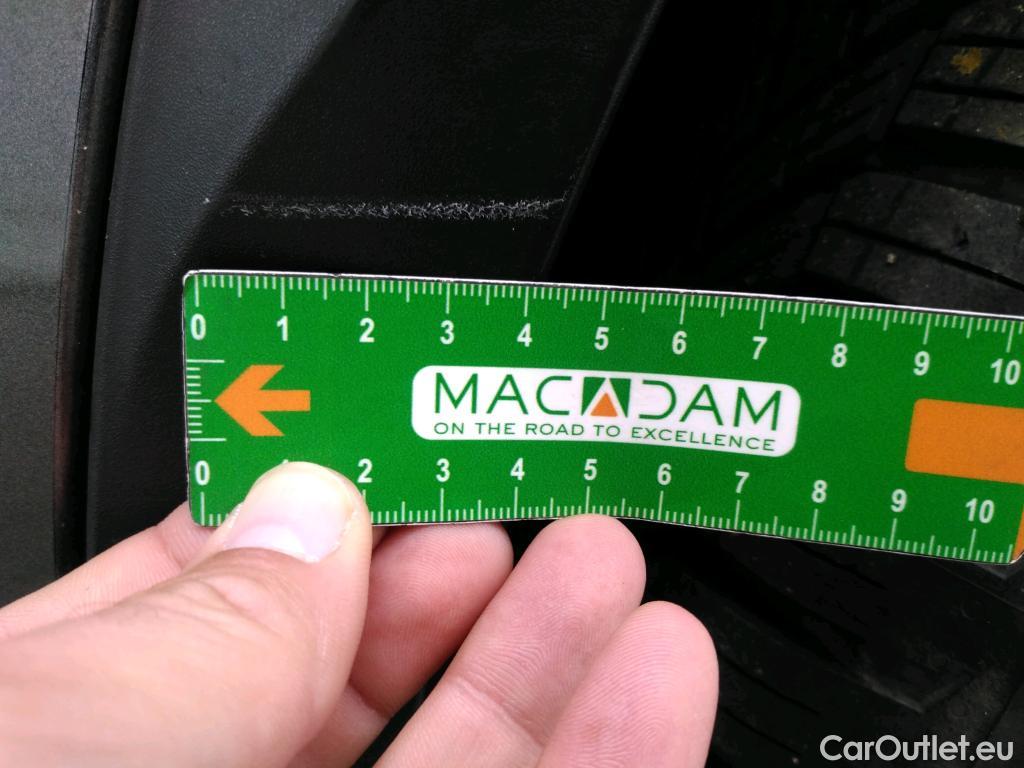 0 1 2 3 4 5 6 7 8 9 10
MACADAM
ON THE ROAD TO EXCELLENCE
0 2 3 4 5 6 7 8 9 10
CarOutlet.eu